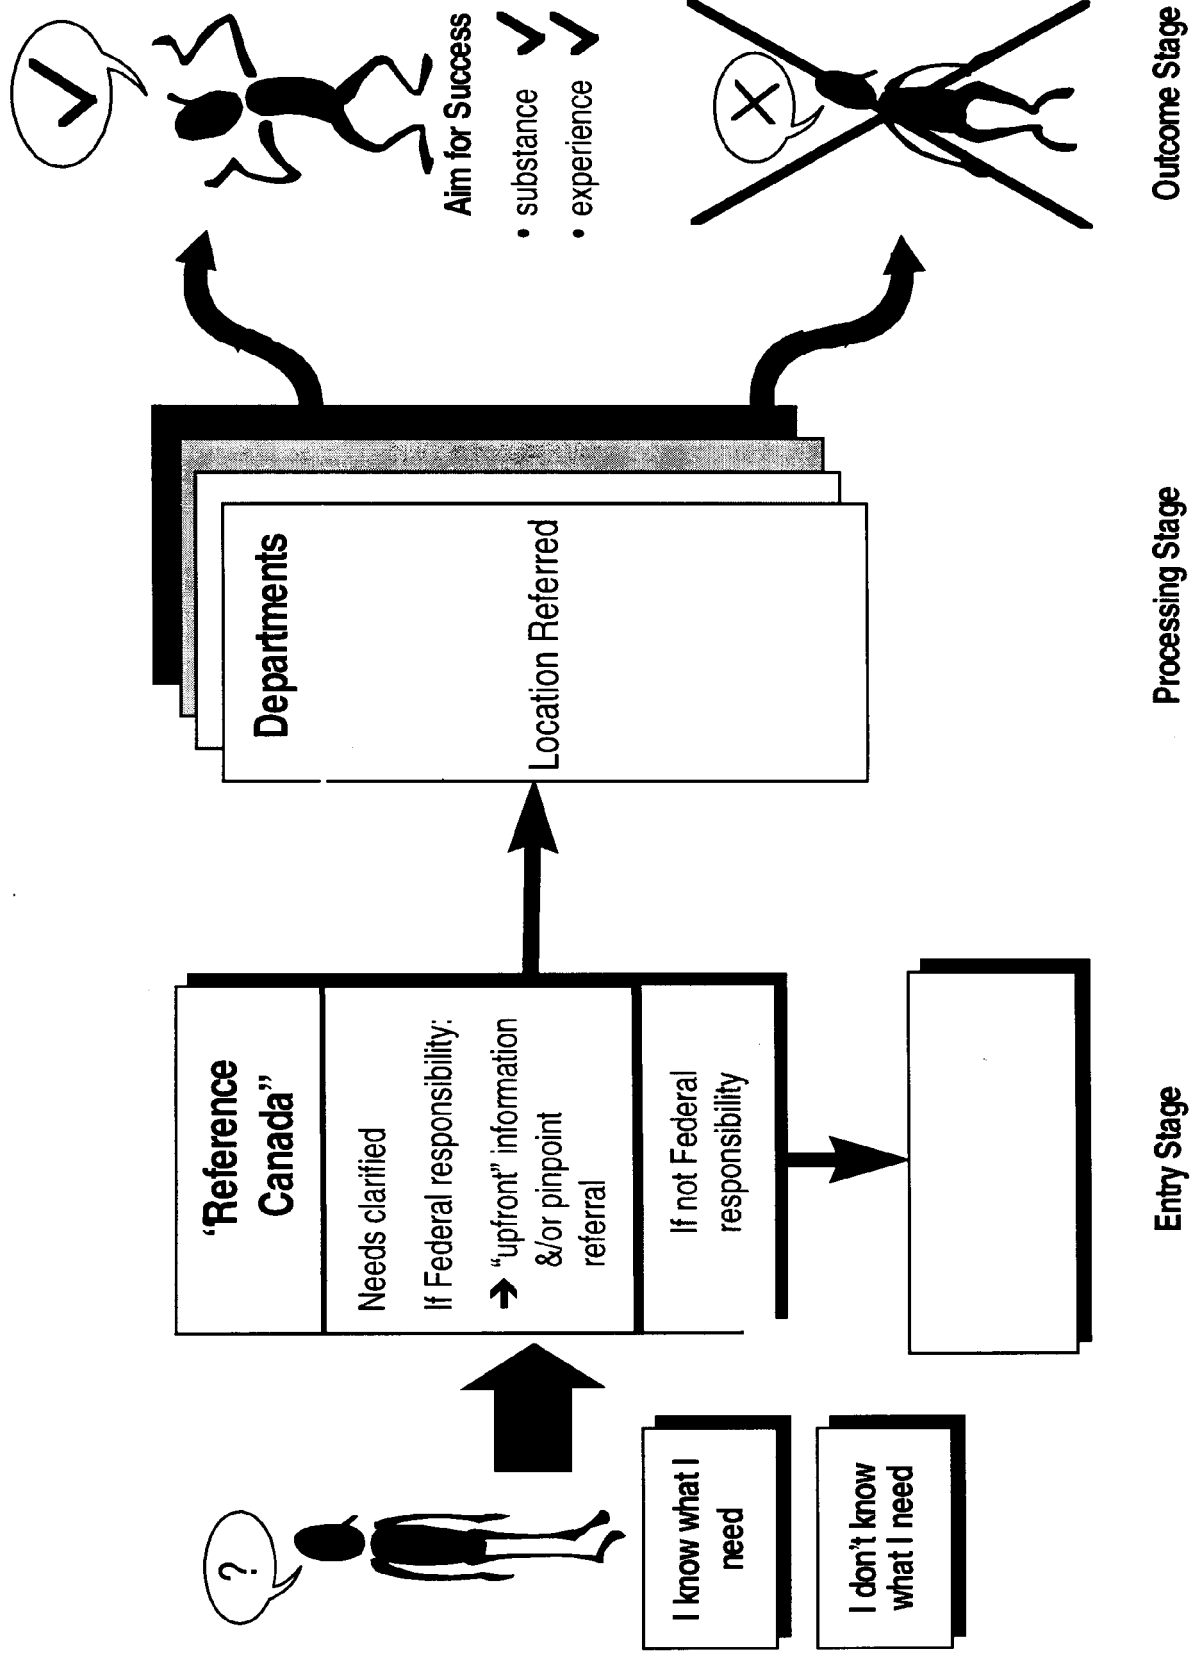 ?
I know what I
need
I don't know
what I need
“Reference
Canada”
Needs clarified
If Federal responsibility:
➔ “upfront” information
&/or pinpoint
referral
If not Federal
responsibility
Departments
Location Referred
Aim for Success
• substance ✓
• experience ✓
Entry Stage
Processing Stage
Outcome Stage